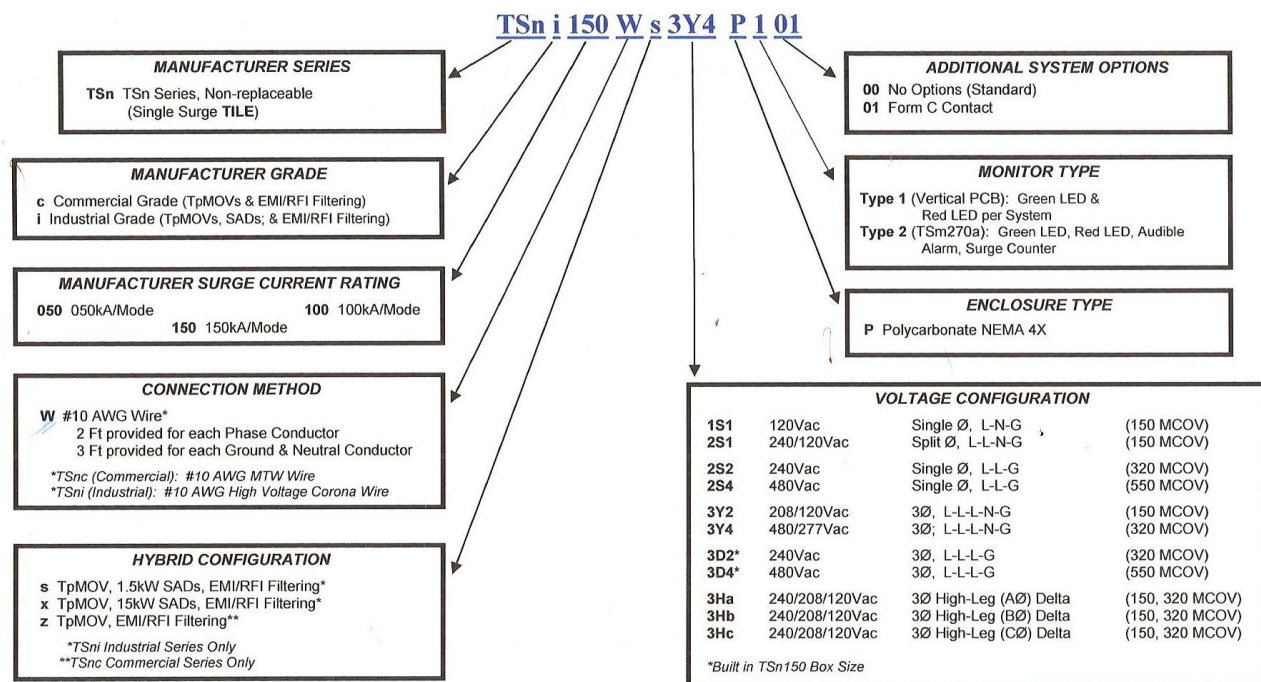 TSn i 150 W s 3Y4 P 1 01
MANUFACTURER SERIES
TSn TSn Series, Non-replaceable
(Single Surge TILE)
MANUFACTURER GRADE
c Commercial Grade (TpMOVs & EMI/RFI Filtering)
i Industrial Grade (TpMOVs, SADs; & EMI/RFI Filtering)
MANUFACTURER SURGE CURRENT RATING
050 050kA/Mode 100 100kA/Mode
150 150kA/Mode
CONNECTION METHOD
W #10 AWG Wire*
2 Ft provided for each Phase Conductor
3 Ft provided for each Ground & Neutral Conductor
*TSnc (Commercial): #10 AWG MTW Wire
*TSni (Industrial): #10 AWG High Voltage Corona Wire
HYBRID CONFIGURATION
s TpMOV, 1.5kW SADs, EMI/RFI Filtering*
x TpMOV, 15kW SADs, EMI/RFI Filtering*
z TpMOV, EMI/RFI Filtering**
*TSni Industrial Series Only
**TSnc Commercial Series Only
ADDITIONAL SYSTEM OPTIONS
00 No Options (Standard)
01 Form C Contact
MONITOR TYPE
Type 1 (Vertical PCB): Green LED &
Red LED per System
Type 2 (TSm270a): Green LED, Red LED, Audible
Alarm, Surge Counter
ENCLOSURE TYPE
P Polycarbonate NEMA 4X
VOLTAGE CONFIGURATION
1S1 120Vac Single Ø, L-N-G (150 MCOV)
2S1 240/120Vac Split Ø, L-L-N-G (150 MCOV)
2S2 240Vac Single Ø, L-L-G (320 MCOV)
2S4 480Vac Single Ø, L-L-G (550 MCOV)
3Y2 208/120Vac 3Ø, L-L-L-N-G (150 MCOV)
3Y4 480/277Vac 3Ø; L-L-L-N-G (320 MCOV)
3D2* 240Vac 3Ø, L-L-L-G (320 MCOV)
3D4* 480Vac 3Ø, L-L-L-G (550 MCOV)
3Ha 240/208/120Vac 3Ø High-Leg (AØ) Delta (150, 320 MCOV)
3Hb 240/208/120Vac 3Ø High-Leg (BØ) Delta (150, 320 MCOV)
3Hc 240/208/120Vac 3Ø High-Leg (CØ) Delta (150, 320 MCOV)
*Built in TSn150 Box Size